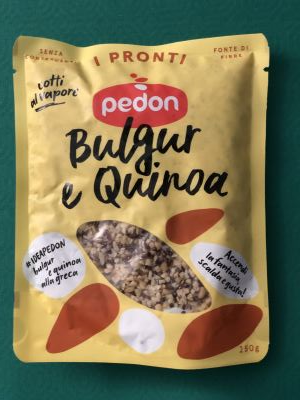 I PRONTI
SENZA
CONSERVANTI
FONTE DI
FIBRE
cotti
al vapore
pedon
Bulgur
e Quinoa
#IDEAPEDON
bulgur
e quinoa
alla greca
Accendi
la fantasia,
scalda e gusta!
250g